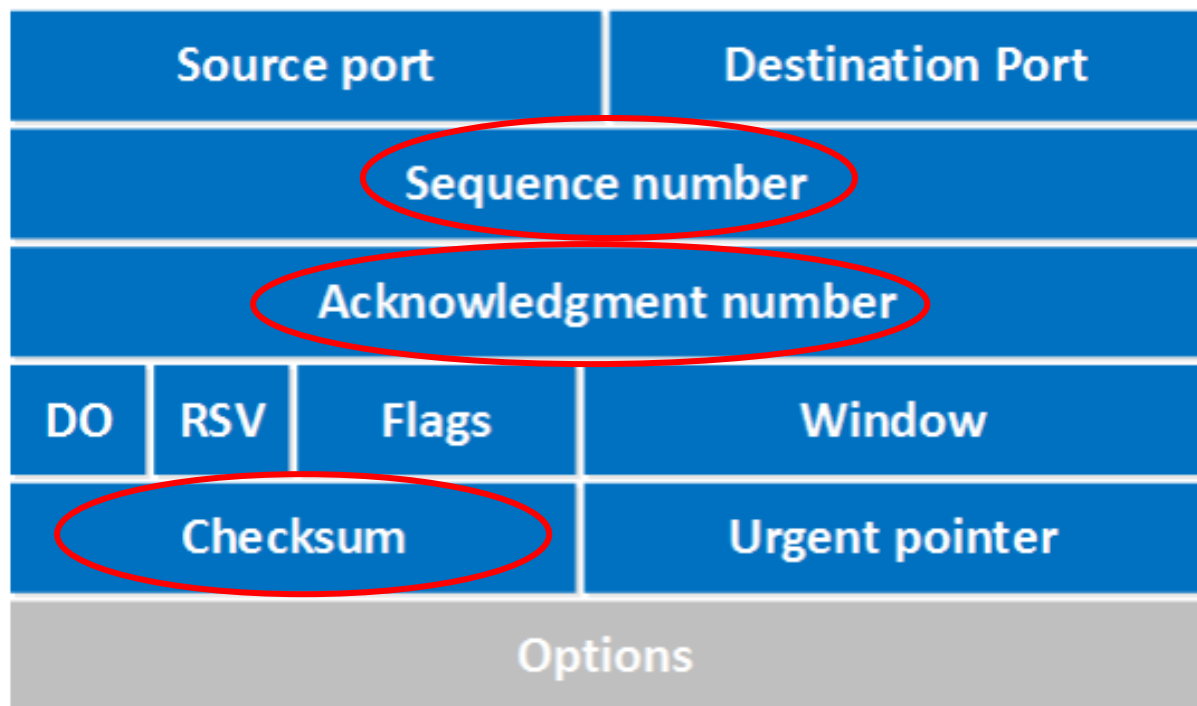 Source port Destination Port
Sequence number
Acknowledgment number
DO RSV Flags Window
Checksum Urgent pointer
Options